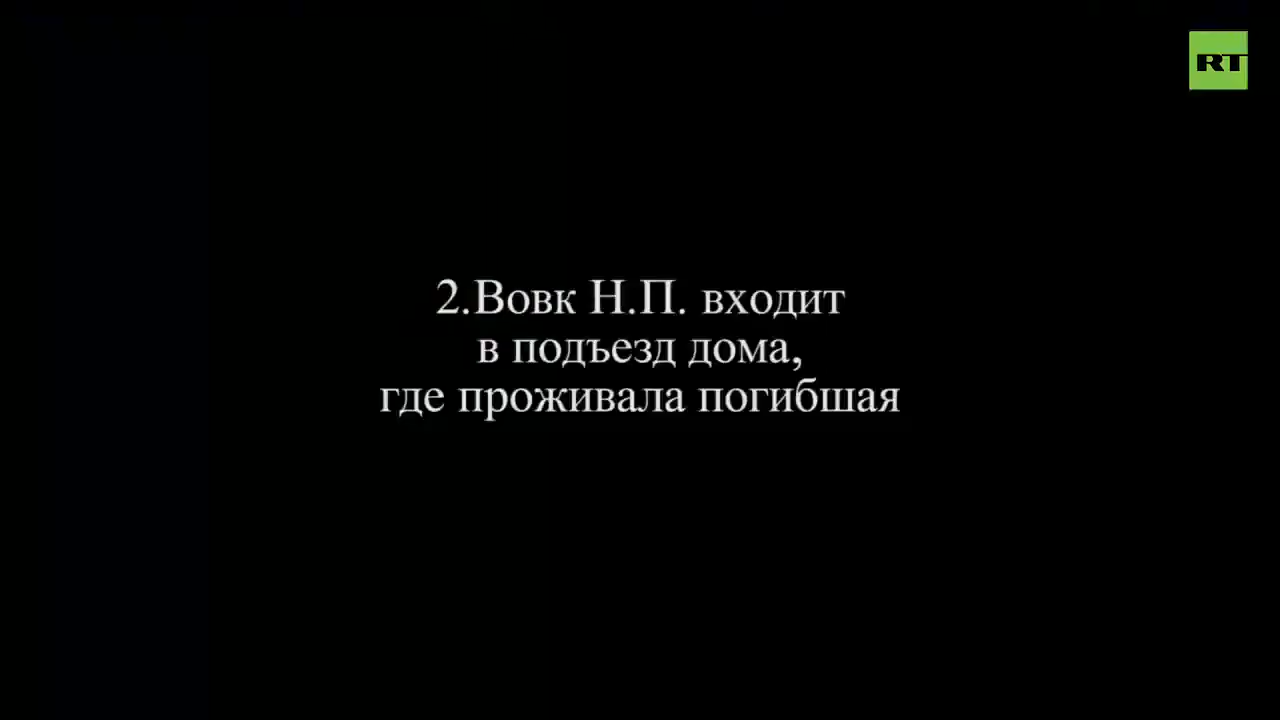 RT
2.Вовк Н.П. входит
в подъезд дома,
где проживала погибшая